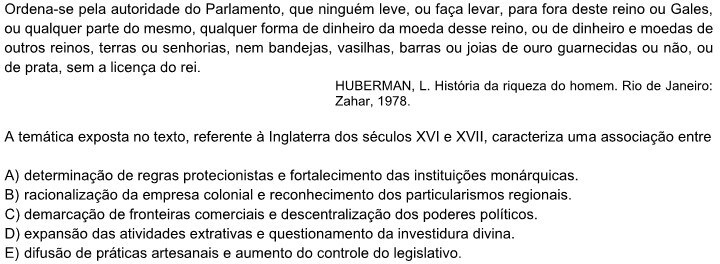 Ordena-se pela autoridade do Parlamento, que ninguém leve, ou faça levar, para fora deste reino ou Gales,
ou qualquer parte do mesmo, qualquer forma de dinheiro da moeda desse reino, ou de dinheiro e moedas de
outros reinos, terras ou senhorias, nem bandejas, vasilhas, barras ou joias de ouro guarnecidas ou não, ou
de prata, sem a licença do rei.
HUBERMAN, L. História da riqueza do homem. Rio de Janeiro:
Zahar, 1978.
A temática exposta no texto, referente à Inglaterra dos séculos XVI e XVII, caracteriza uma associação entre
A) determinação de regras protecionistas e fortalecimento das instituições monárquicas.
B) racionalização da empresa colonial e reconhecimento dos particularismos regionais.
C) demarcação de fronteiras comerciais e descentralização dos poderes políticos.
D) expansão das atividades extrativas e questionamento da investidura divina.
E) difusão de práticas artesanais e aumento do controle do legislativo.